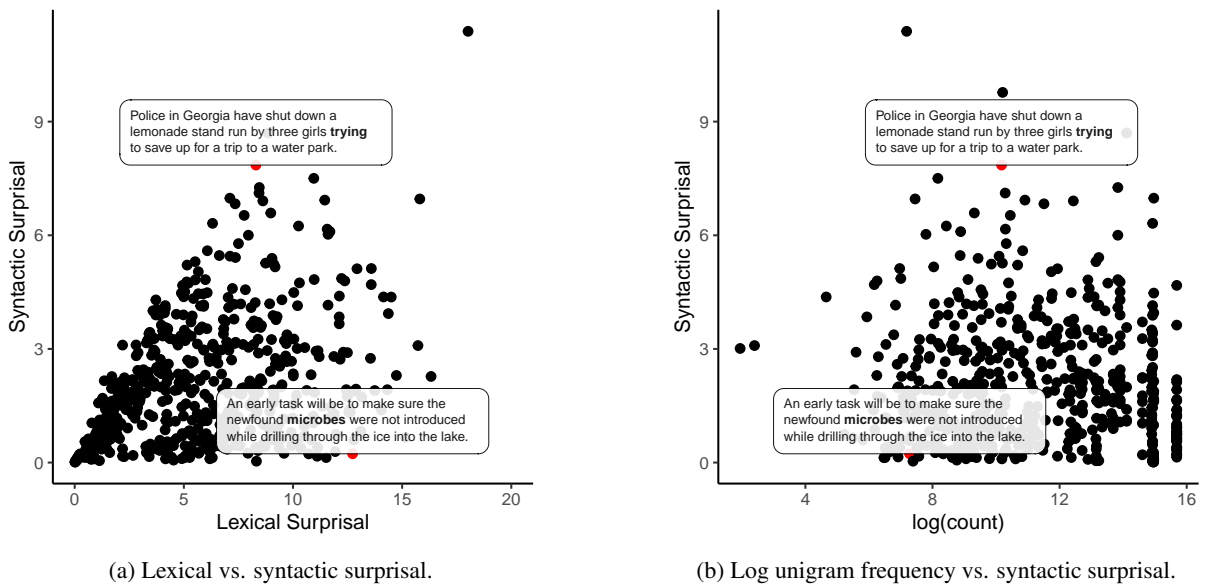 Syntactic Surprisal
9
6
3
0
Police in Georgia have shut down a
lemonade stand run by three girls trying
to save up for a trip to a water park.
An early task will be to make sure the
newfound microbes were not introduced
while drilling through the ice into the lake.
0 5 10 15 20
Lexical Surprisal
(a) Lexical vs. syntactic surprisal.
Syntactic Surprisal
9
6
3
0
Police in Georgia have shut down a
lemonade stand run by three girls trying
to save up for a trip to a water park.
An early task will be to make sure the
newfound microbes were not introduced
while drilling through the ice into the lake.
4 8 12 16
log(count)
(b) Log unigram frequency vs. syntactic surprisal.